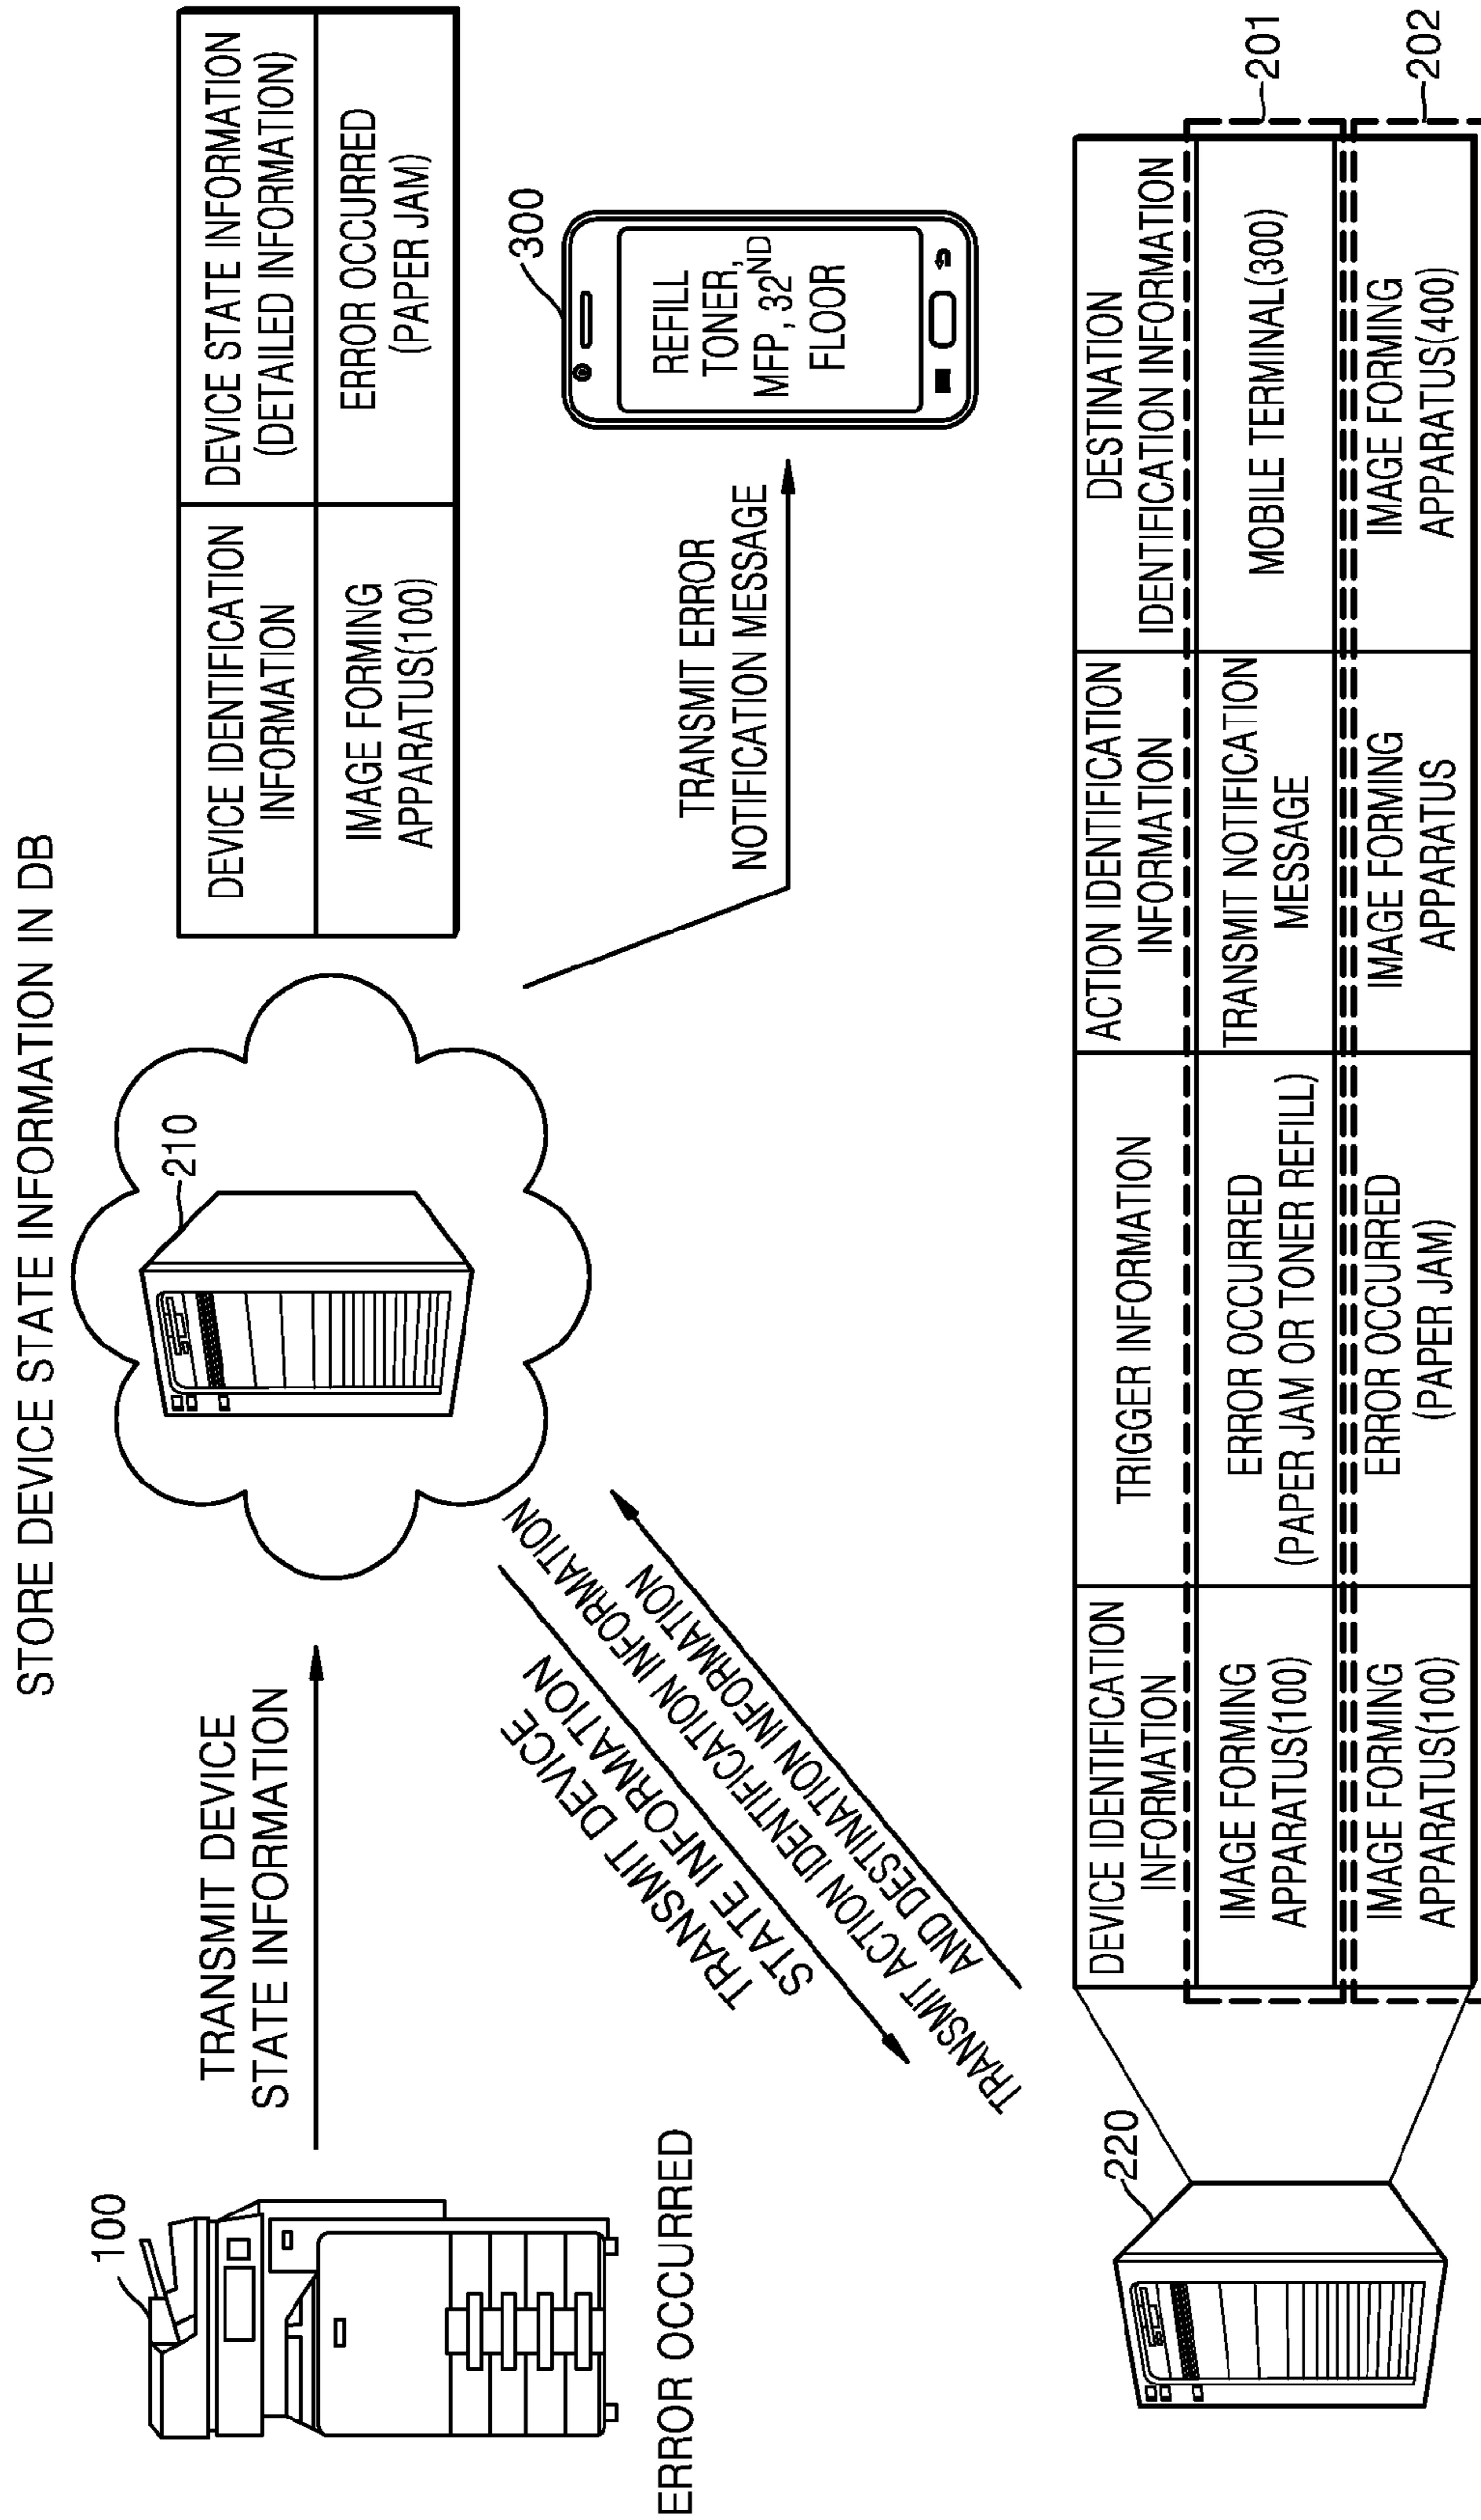 STORE DEVICE STATE INFORMATION IN DB
100
TRANSMIT DEVICE
STATE INFORMATION
ERROR OCCURRED
210
DEVICE IDENTIFICATION
INFORMATION
DEVICE STATE INFORMATION
(DETAILED INFORMATION)
IMAGE FORMING
APPARATUS(100)
ERROR OCCURRED
(PAPER JAM)
TRANSMIT ERROR
NOTIFICATION MESSAGE
300
REFILL
TONER,
MFP, 32ND
FLOOR
TRANSMIT DEVICE
STATE INFORMATION
TRANSMIT ACTION IDENTIFICATION INFORMATION
AND DESTINATION INFORMATION
220
DEVICE IDENTIFICATION
INFORMATION
TRIGGER INFORMATION
ACTION IDENTIFICATION
INFORMATION
DESTINATION
IDENTIFICATION INFORMATION
IMAGE FORMING
APPARATUS(100)
ERROR OCCURRED
(PAPER JAM OR TONER REFILL)
TRANSMIT NOTIFICATION
MESSAGE
MOBILE TERMINAL(300)
201
IMAGE FORMING
APPARATUS(100)
ERROR OCCURRED
(PAPER JAM)
IMAGE FORMING
APPARATUS
IMAGE FORMING
APPARATUS(400)
202